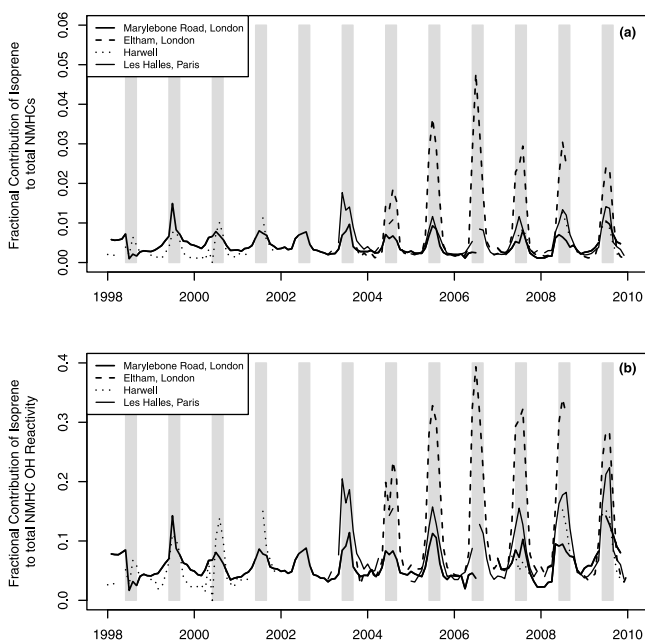 (a)
Marylebone Road, London
Eltham, London
Harwell
Les Halles, Paris
Fractional Contribution of Isoprene
to total NMHCs
0.06
0.05
0.04
0.03
0.02
0.01
0.00
1998 2000 2002 2004 2006 2008 2010
(b)
Marylebone Road, London
Eltham, London
Harwell
Les Halles, Paris
Fractional Contribution of Isoprene
to total NMHC OH Reactivity
0.4
0.3
0.2
0.1
0.0
1998 2000 2002 2004 2006 2008 2010